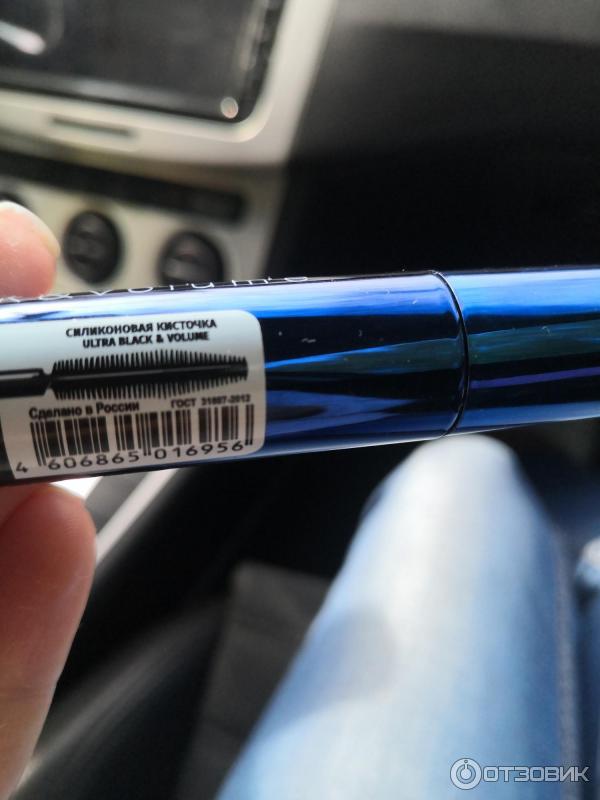 СИЛИКОНОВАЯ КИСТОЧКА
ULTRA BLACK & VOLUME
Сделано в России ГОСТ 31697-2012
4 606865 016956
ОТЗОВИК